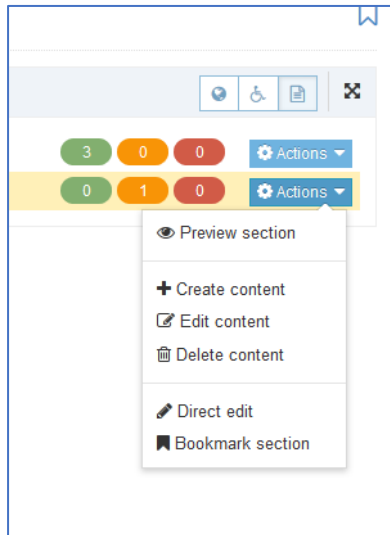 3 0 0 Actions
0 1 0 Actions
Preview section
Create content
Edit content
Delete content
Direct edit
Bookmark section